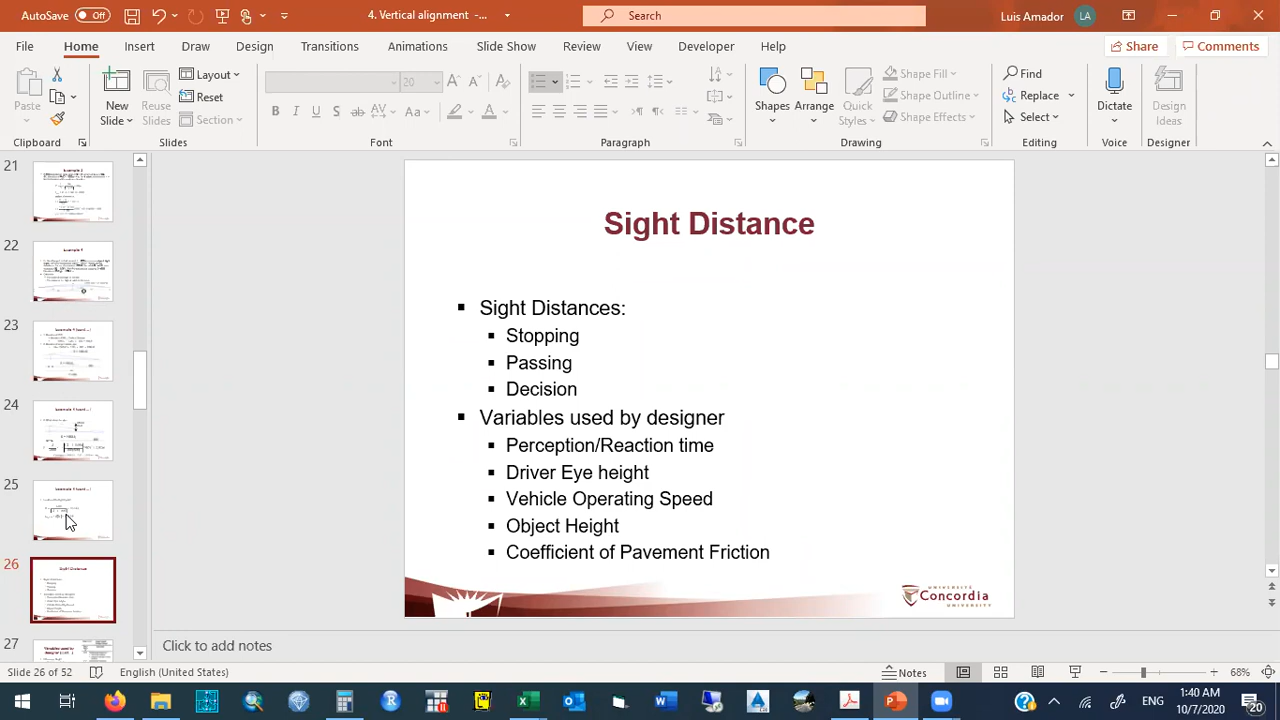 AutoSave
Off
4.Vertical alignment -...
Search
Luis Amador
LA
File
Home
Insert
Draw
Design
Transitions
Animations
Slide Show
Review
View
Developer
Help
Share
Comments
Paste
New
Slide
Reuse
Slides
Layout
Reset
Section
20
Shapes
Arrange
Quick
Styles
Shape Fill
Shape Outline
Shape Effects
Find
Replace
Select
Dictate
Design
Ideas
Clipboard
Slides
Font
Paragraph
Drawing
Editing
Voice
Designer
21
22
23
24
25
26
Sight Distance
27
Sight Distance
Sight Distances:
Stopping
Passing
Decision
Variables used by designer
Perception/Reaction time
Driver Eye height
Vehicle Operating Speed
Object Height
Coefficient of Pavement Friction
UNIVERSITÉ
Concordia
UNIVERSITY
Click to add notes
Slide 26 of 52
English (United States)
Notes
68%
ENG
1:40 AM
10/7/2020
20